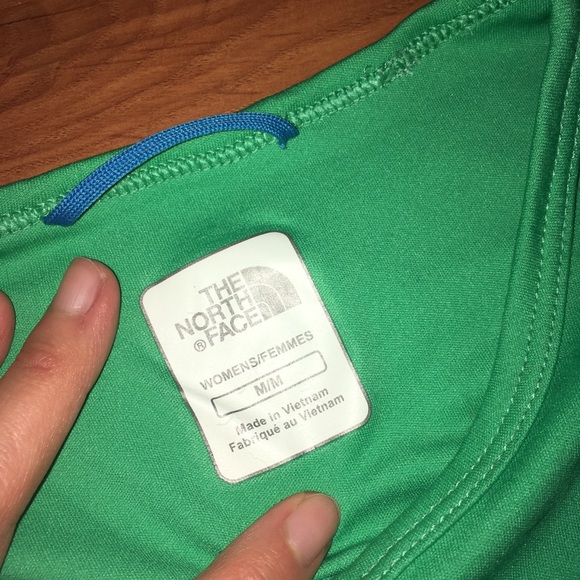 THE
NORTH
®FACE
WOMENS/FEMMES
M/M
Made in Vietnam
Fabriqué au Vietnam